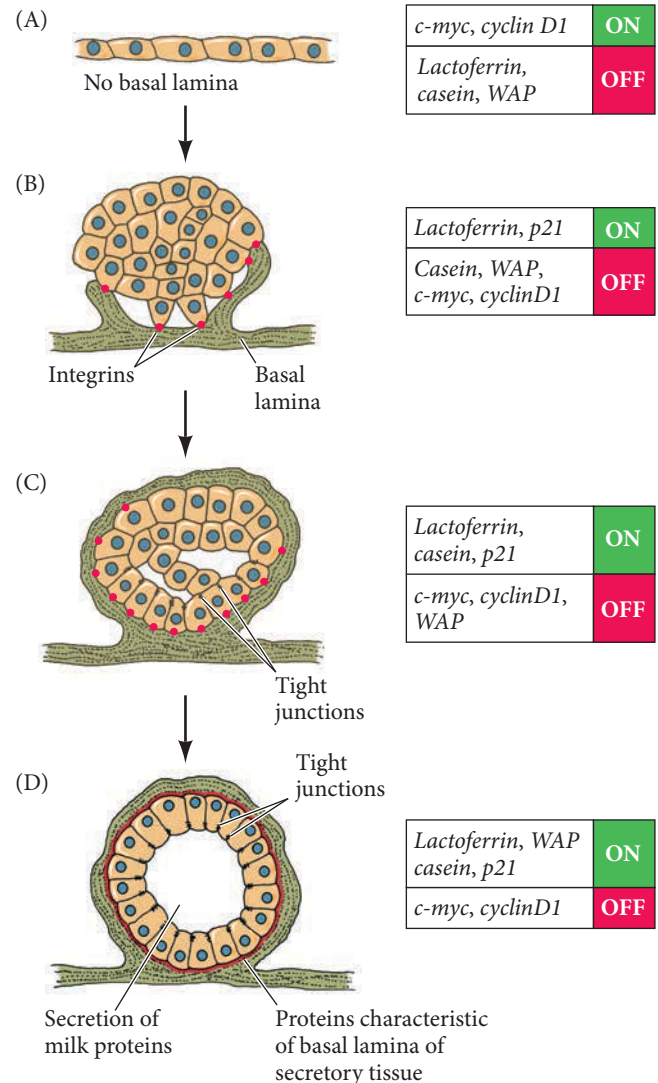 (A)
No basal lamina
c-myc, cyclin D1
ON
Lactoferrin,
casein, WAP
OFF
(B)
Integrins
Basal
lamina
Lactoferrin, p21
ON
Casein, WAP,
c-myc, cyclinD1
OFF
(C)
Tight
junctions
Lactoferrin,
casein, p21
ON
c-myc, cyclinD1,
WAP
OFF
(D)
Tight
junctions
Secretion of
milk proteins
Proteins characteristic
of basal lamina of
secretory tissue
Lactoferrin, WAP
casein, p21
ON
c-myc, cyclinD1
OFF